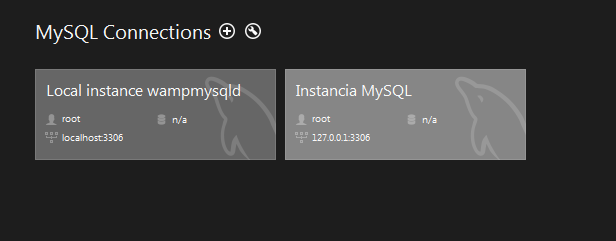 MySQL Connections
Local instance wampmysqld
root
n/a
localhost:3306
Instancia MySQL
root
n/a
127.0.0.1:3306